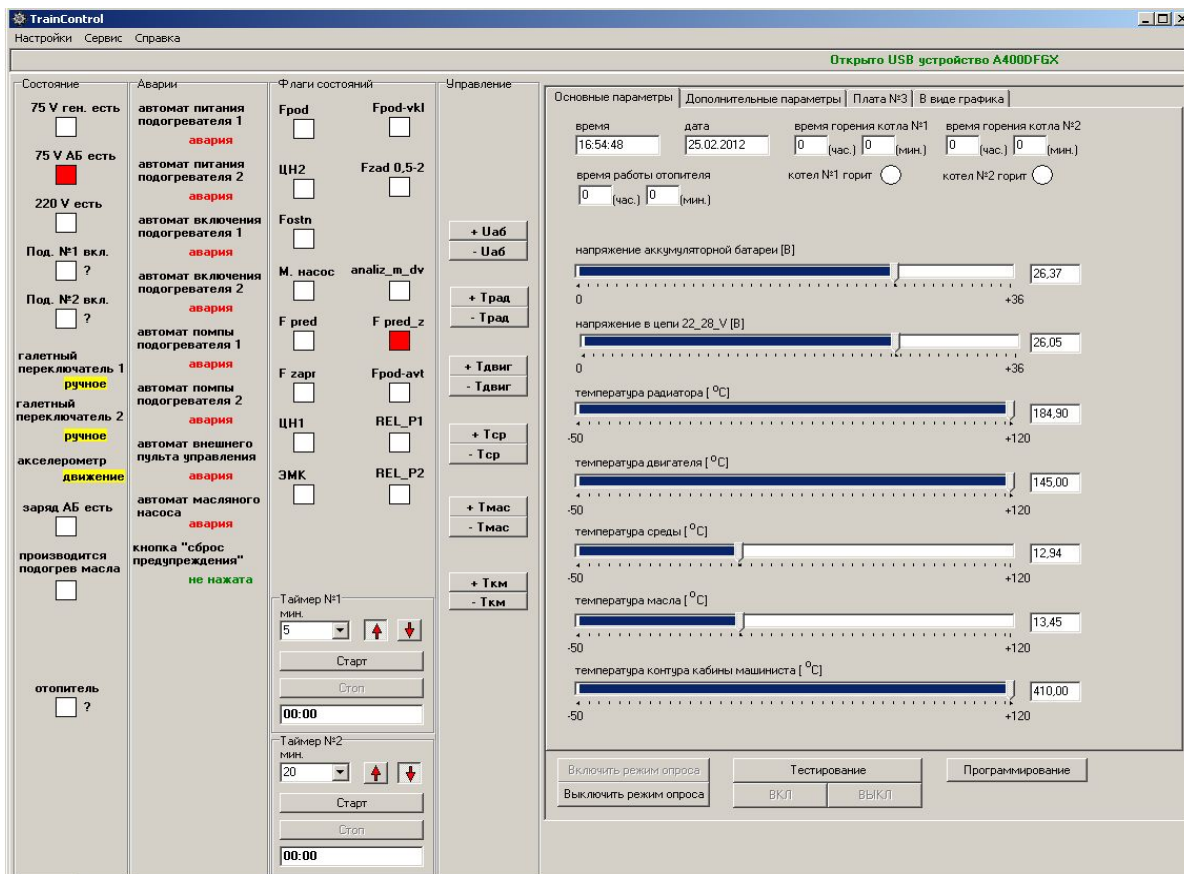 TrainControl
Настройки Сервис Справка
Открыто USB устройство A400DFGX
Состояние
75 V ген. есть
75 V АБ есть
220 V есть
Под. №1 вкл.
?
Под. №2 вкл.
?
галетный
переключатель 1
ручное
галетный
переключатель 2
ручное
акселерометр
движение
заряд АБ есть
производится
подогрев масла
отопитель
?
Аварии
автомат питания
подогревателя 1
авария
автомат питания
подогревателя 2
авария
автомат включения
подогревателя 1
авария
автомат включения
подогревателя 2
авария
автомат помпы
подогревателя 1
авария
автомат помпы
подогревателя 2
авария
автомат внешнего
пульта управления
авария
автомат масляного
насоса
авария
кнопка "сброс
предупреждения"
не нажата
Флаги состояний
Fpod Fpod-vkl
ЦН2 Fzad 0,5-2
Fostn
М. насос analiz_m_dv
F pred F pred_z
F zapr Fpod-avt
ЦН1 REL_P1
ЭМК REL_P2
Таймер №1
мин.
5
Старт
Стоп
00:00
Таймер №2
мин.
20
Старт
Стоп
00:00
Управление
+ Uаб
- Uаб
+ Трад
- Трад
+ Тдвиг
- Тдвиг
+ Тср
- Тср
+ Тмас
- Тмас
+ Ткм
- Ткм
Основные параметры Дополнительные параметры Плата №3 В виде графика
время дата время горения котла №1 время горения котла №2
16:54:48 25.02.2012 0 (час.) 0 (мин.) 0 (час.) 0 (мин.)
время работы отопителя котел №1 горит котел №2 горит
0 (час.) 0 (мин.)
напряжение аккумуляторной батареи [В]
26,37
0 +36
напряжение в цепи 22_28_V [В]
26,05
0 +36
температура радиатора [ °C]
184,90
-50 +120
температура двигателя [ °C]
145,00
-50 +120
температура среды [ °C]
12,94
-50 +120
температура масла [ °C]
13,45
-50 +120
температура контура кабины машиниста [ °C]
410,00
-50 +120
Включить режим опроса Тестирование Программирование
Выключить режим опроса ВКЛ ВЫКЛ